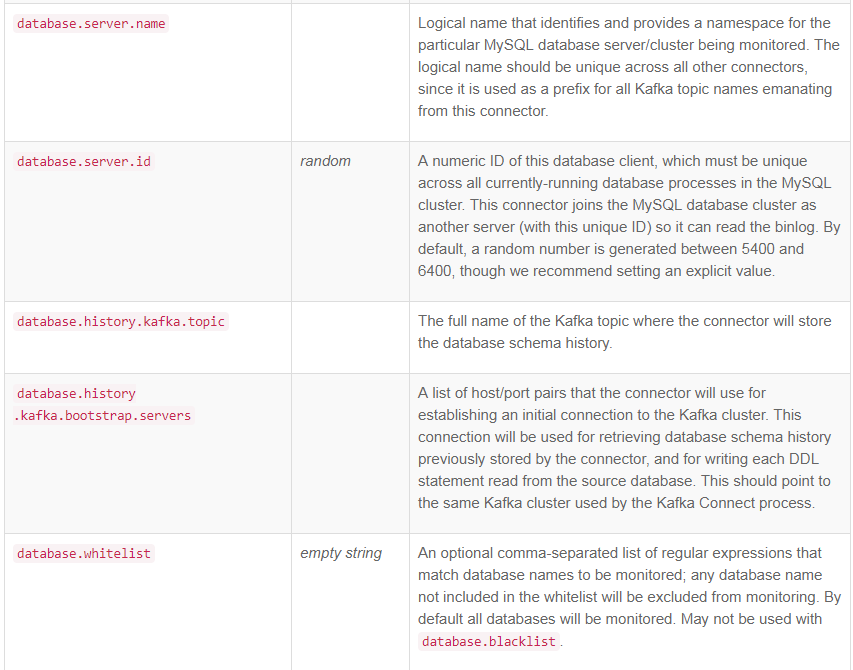 database.server.name
Logical name that identifies and provides a namespace for the
particular MySQL database server/cluster being monitored. The
logical name should be unique across all other connectors,
since it is used as a prefix for all Kafka topic names emanating
from this connector.
database.server.id
random
A numeric ID of this database client, which must be unique
across all currently-running database processes in the MySQL
cluster. This connector joins the MySQL database cluster as
another server (with this unique ID) so it can read the binlog. By
default, a random number is generated between 5400 and
6400, though we recommend setting an explicit value.
database.history.kafka.topic
The full name of the Kafka topic where the connector will store
the database schema history.
database.history
.kafka.bootstrap.servers
A list of host/port pairs that the connector will use for
establishing an initial connection to the Kafka cluster. This
connection will be used for retrieving database schema history
previously stored by the connector, and for writing each DDL
statement read from the source database. This should point to
the same Kafka cluster used by the Kafka Connect process.
database.whitelist
empty string
An optional comma-separated list of regular expressions that
match database names to be monitored; any database name
not included in the whitelist will be excluded from monitoring. By
default all databases will be monitored. May not be used with
database.blacklist.